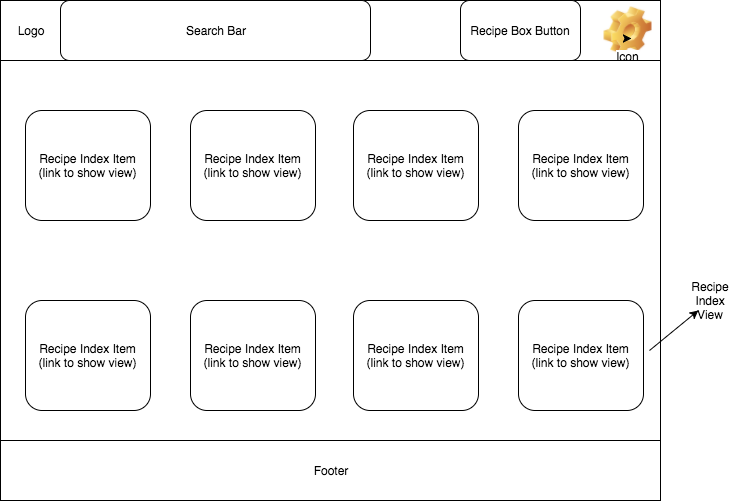 Logo
Search Bar
Recipe Box Button
Icon
Recipe Index Item
(link to show view)
Recipe Index Item
(link to show view)
Recipe Index Item
(link to show view)
Recipe Index Item
(link to show view)
Recipe
Index
View
Recipe Index Item
(link to show view)
Recipe Index Item
(link to show view)
Recipe Index Item
(link to show view)
Recipe Index Item
(link to show view)
Footer